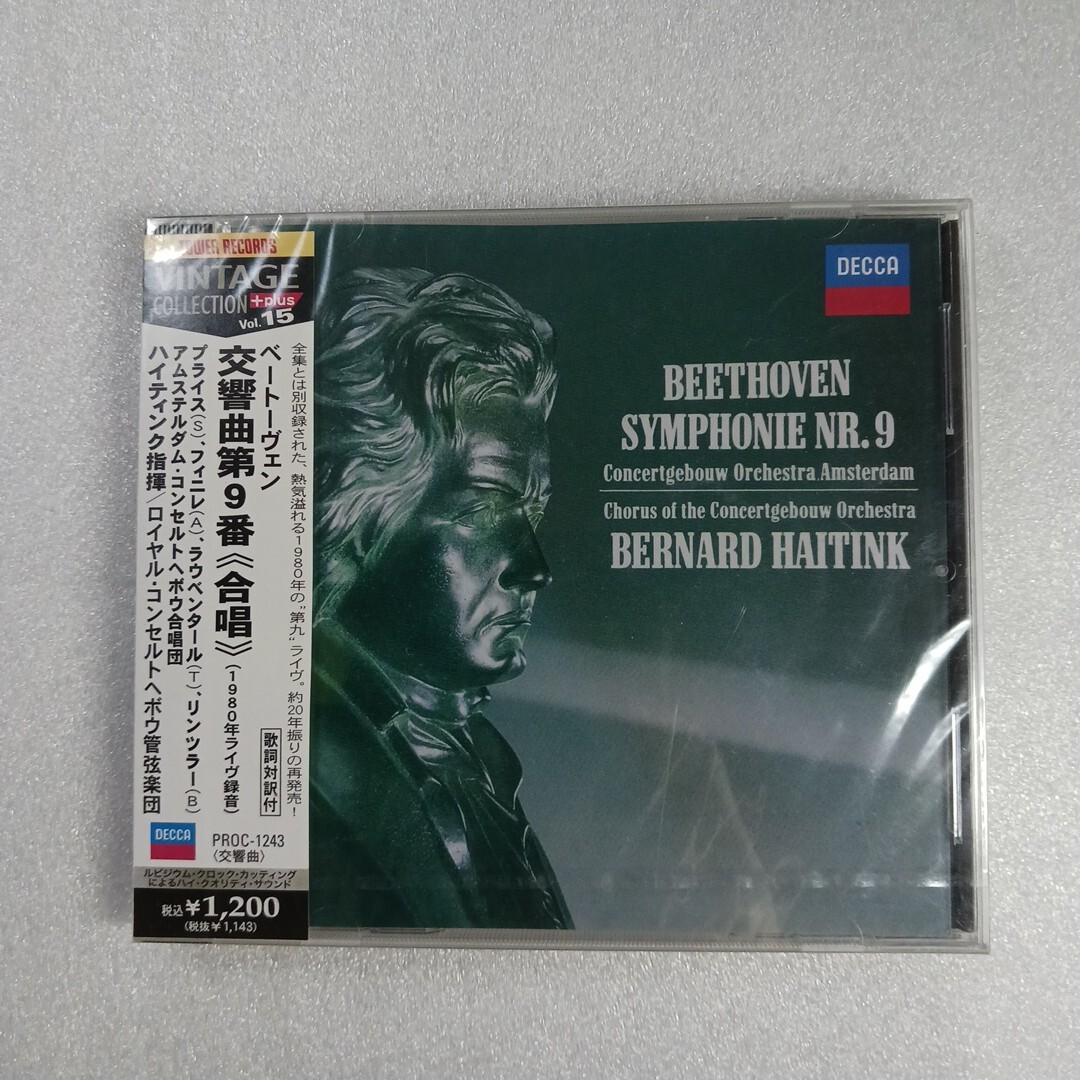 TOWER RECORDS
VINTAGE
COLLECTION +plus
Vol.15
全集とは別収録された、熱気溢れる1980年の"第九"ライヴ。約20年振りの再発売!
ベートーヴェン
交響曲第9番《合唱》(1980年ライヴ録音)
歌詞対訳付
プライス(S)、フィニレ(A)、ラウベンタール(T)、リンツラー(B)
アムステルダム・コンセルトヘボウ合唱団
ハイティンク指揮/ロイヤル・コンセルトヘボウ管弦楽団
DECCA
PROC-1243
〈交響曲〉
ルビジウム・クロック・カッティング
によるハイ・クオリティ・サウンド
税込¥1,200
(税抜¥1,143)
DECCA
BEETHOVEN
SYMPHONIE NR.9
Concertgebouw Orchestra Amsterdam
Chorus of the Concertgebouw Orchestra
BERNARD HAITINK